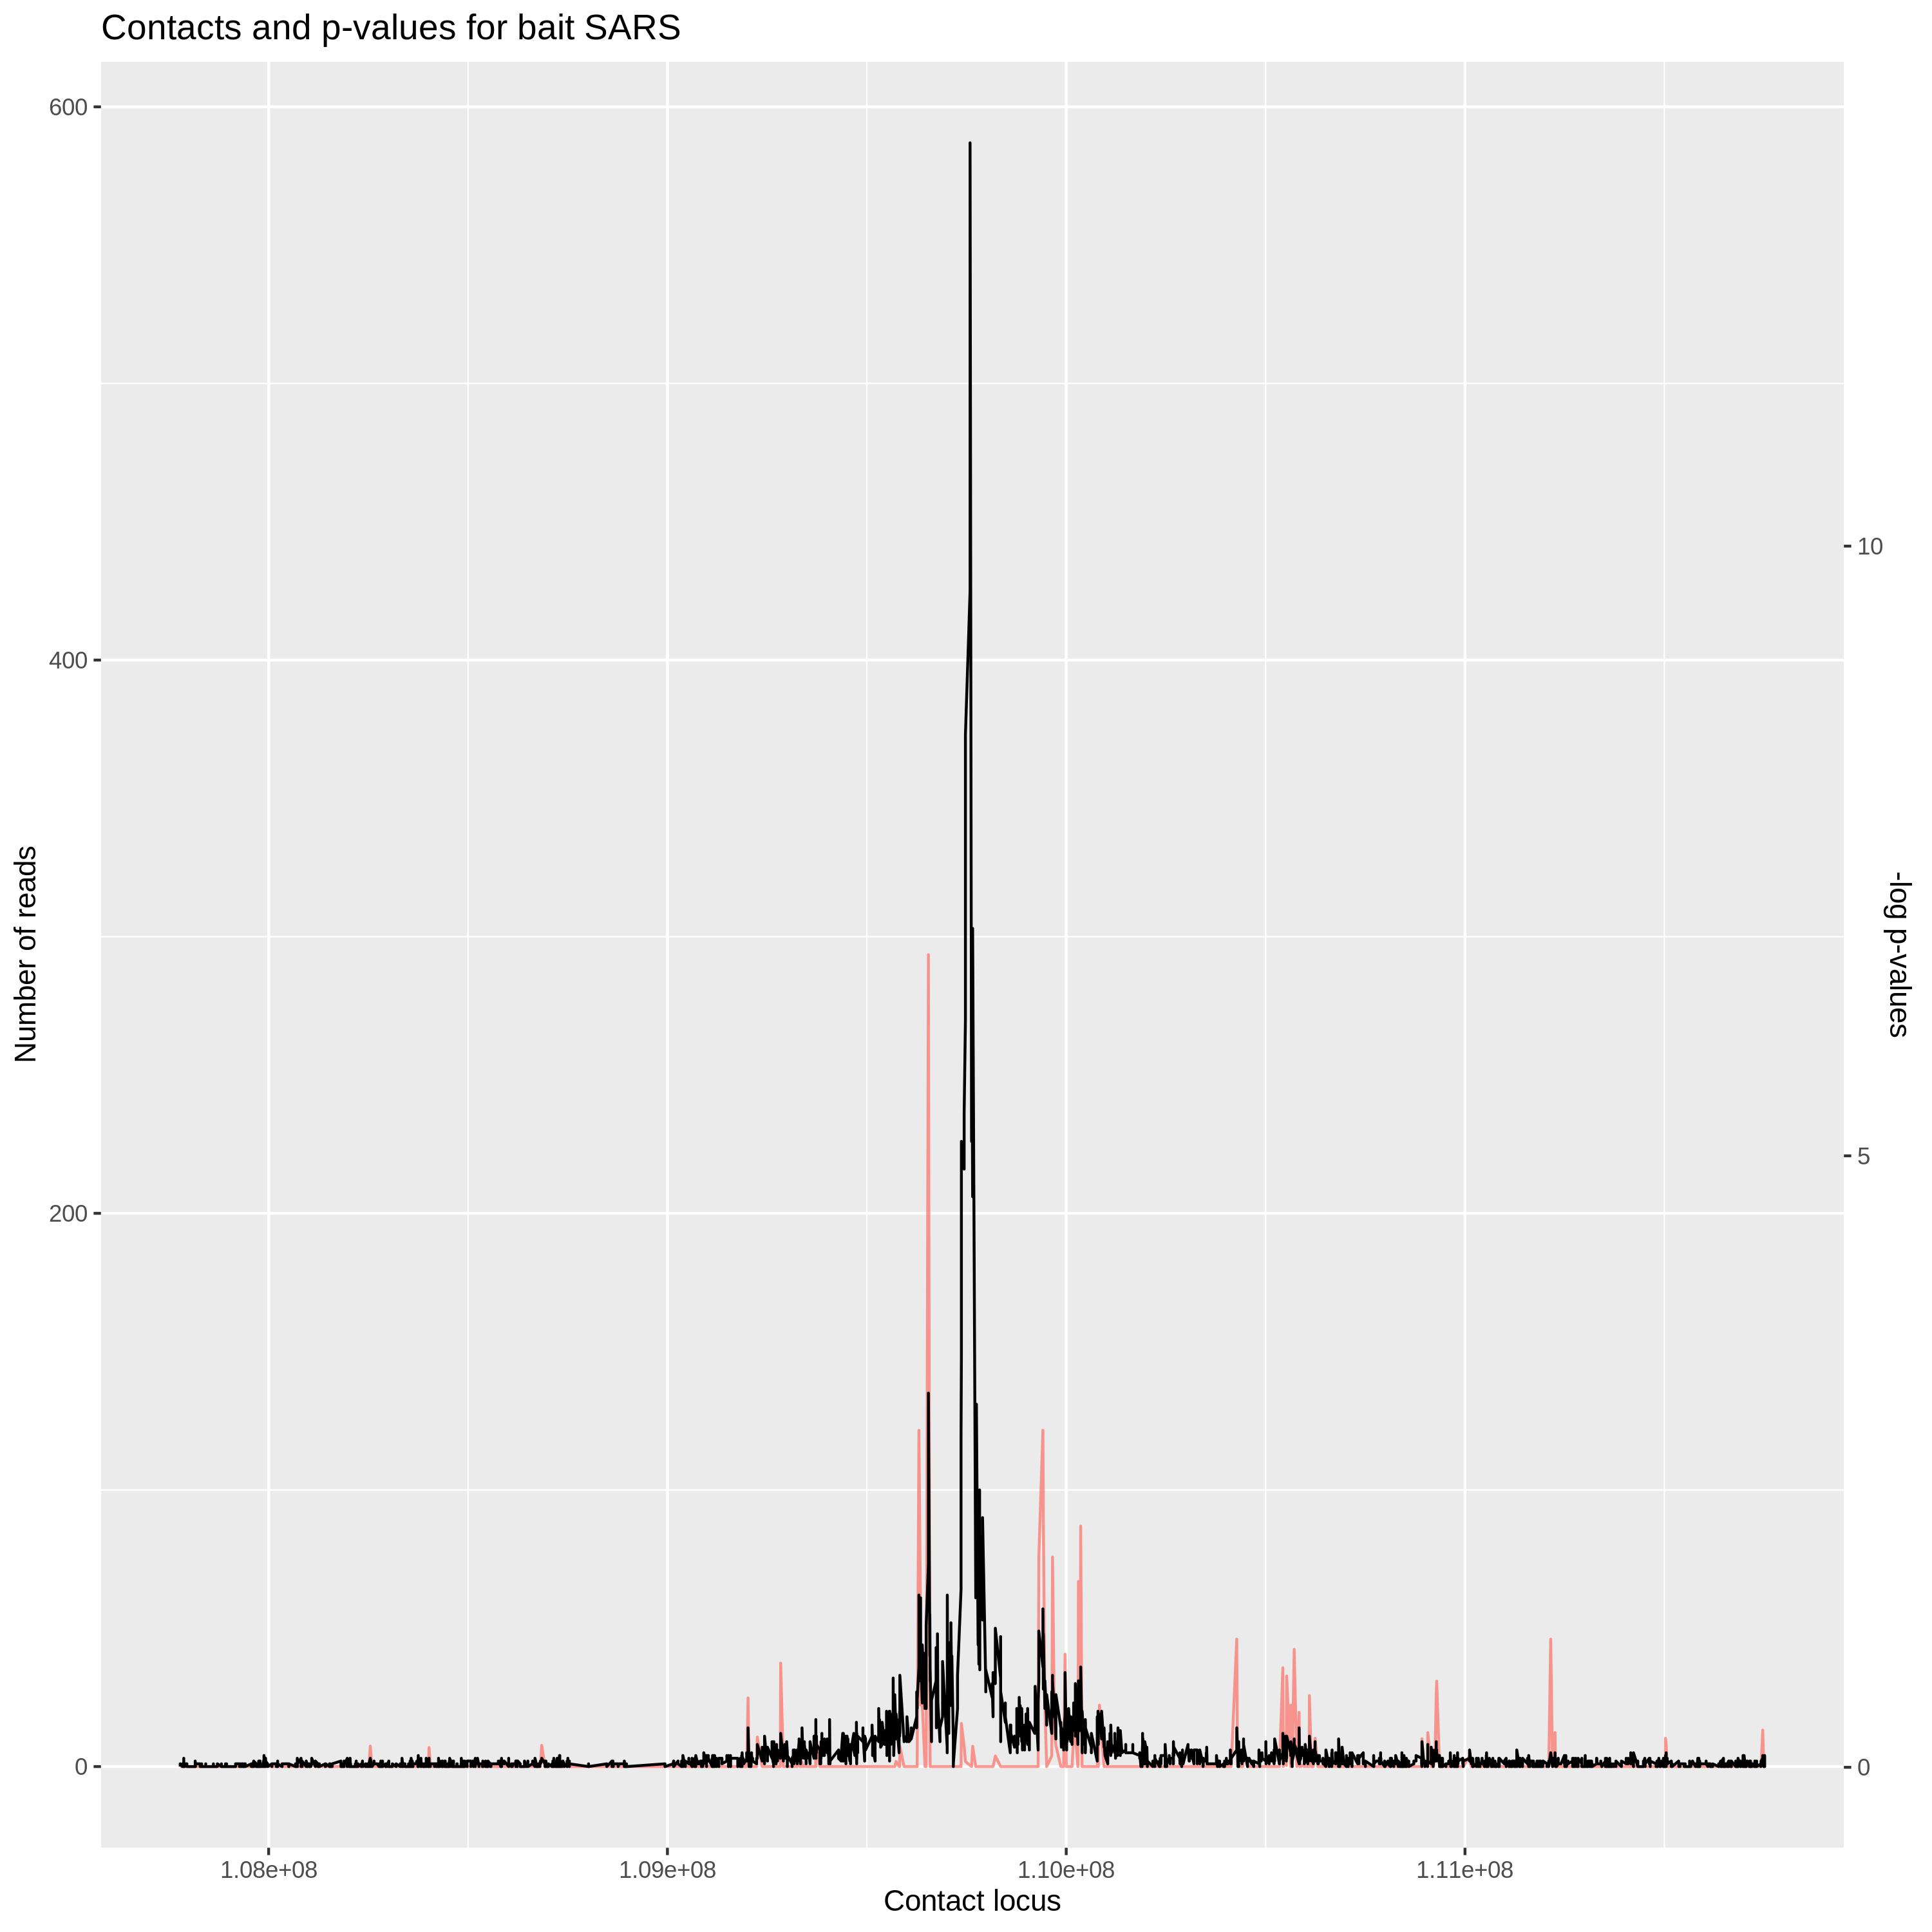 Contacts and p-values for bait SARS
600
400
200
0
Number of reads
10
5
0
-log p-values
1.08e+08
1.09e+08
1.10e+08
1.11e+08
Contact locus